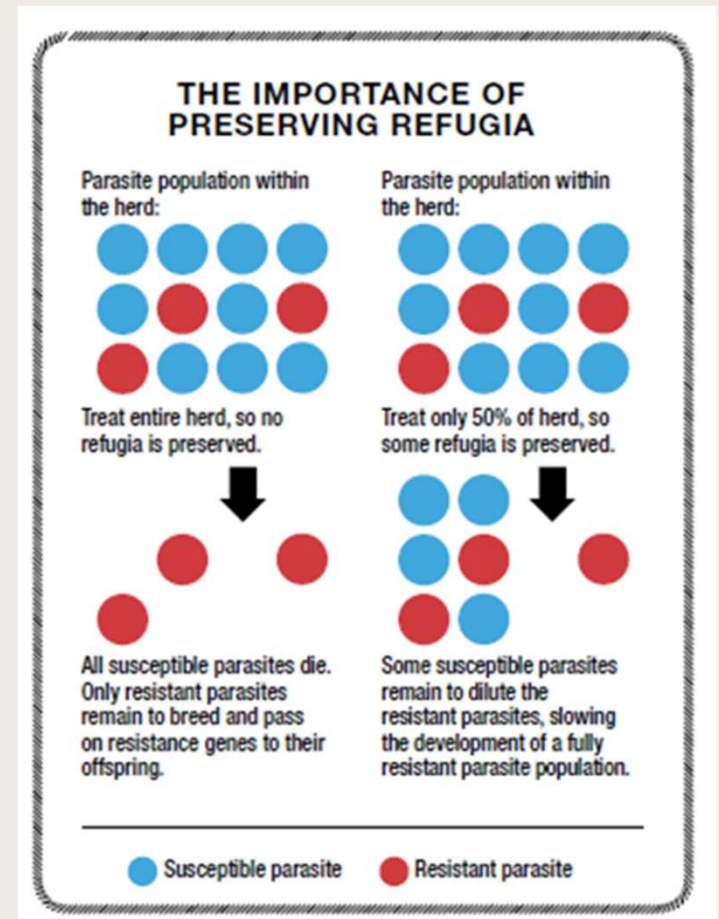 THE IMPORTANCE OF
PRESERVING REFUGIA
Parasite population within
the herd:
Treat entire herd, so no
refugia is preserved.
All susceptible parasites die.
Only resistant parasites
remain to breed and pass
on resistance genes to their
offspring.
Parasite population within
the herd:
Treat only 50% of herd, so
some refugia is preserved.
Some susceptible parasites
remain to dilute the
resistant parasites, slowing
the development of a fully
resistant parasite population.
Susceptible parasite
Resistant parasite